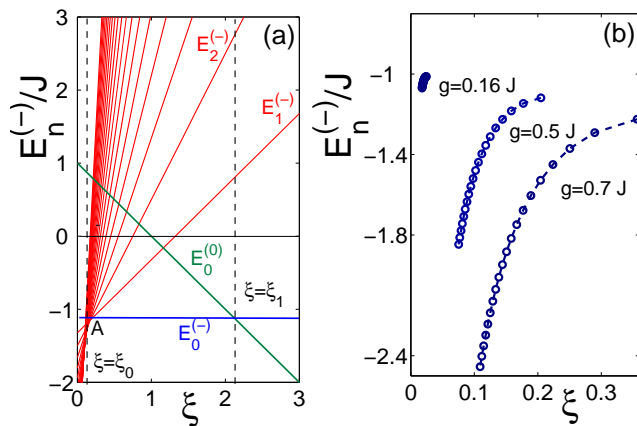 (a)
E_n^(-)/J
3
2
1
0
−1
−2
E_2^(-)
E_1^(-)
E_0^(0)
ξ=ξ_1
A
E_0^(-)
ξ=ξ_0
0 1 2 3
ξ
(b)
E_n^(-)/J
−1
−1.4
−1.8
−2.4
g=0.16 J
g=0.5 J
g=0.7 J
0 0.1 0.2 0.3
ξ